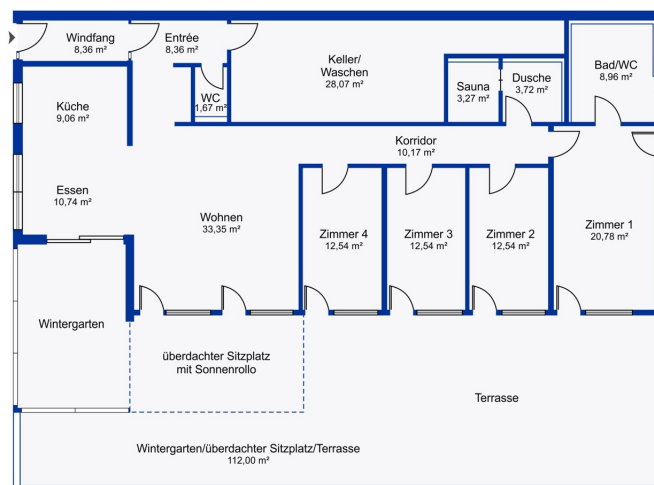 Windfang
8,36 m²
Entrée
8,36 m²
Keller/
Waschen
28,07 m²
Bad/WC
8,96 m²
Sauna
3,27 m²
Dusche
3,72 m²
WC
1,67 m²
Küche
9,06 m²
Korridor
10,17 m²
Essen
10,74 m²
Wohnen
33,35 m²
Zimmer 4
12,54 m²
Zimmer 3
12,54 m²
Zimmer 2
12,54 m²
Zimmer 1
20,78 m²
Wintergarten
überdachter Sitzplatz
mit Sonnenrollo
Terrasse
Wintergarten/überdachter Sitzplatz/Terrasse
112,00 m²